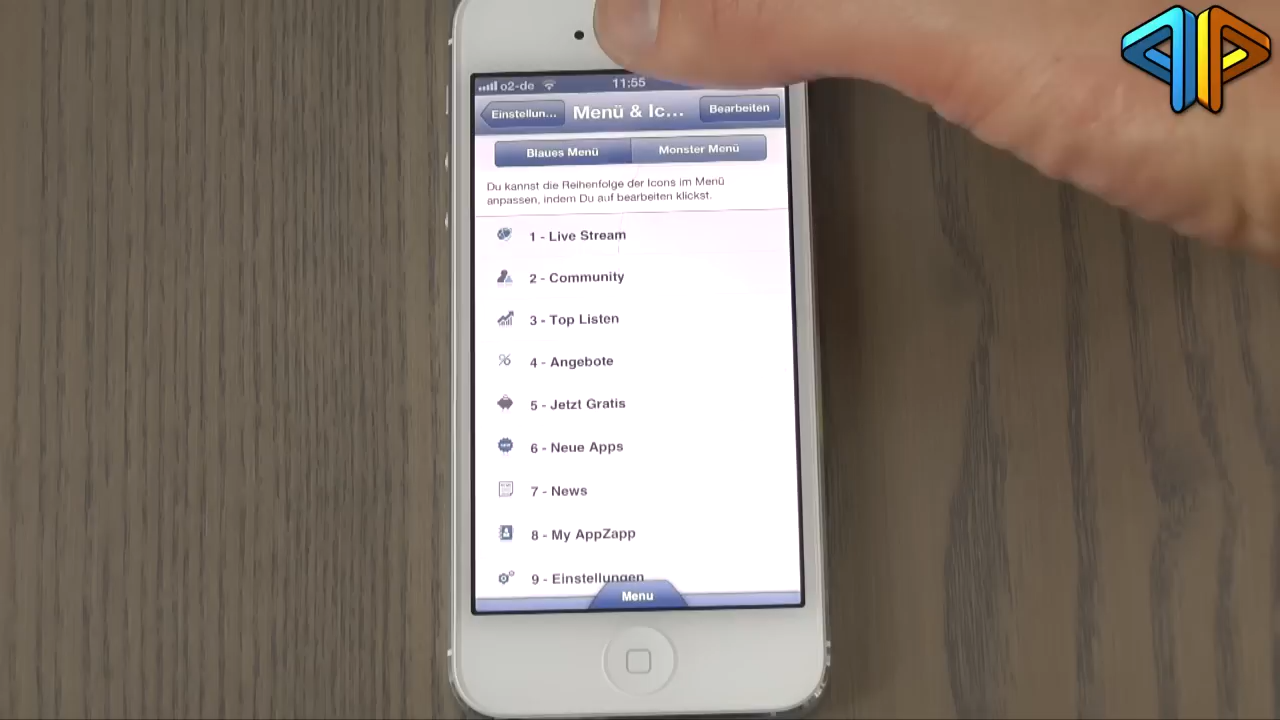 o2-de 11:55
Einstellun... Menü & Ic... Bearbeiten
Blaues Menü Monster Menü
Du kannst die Reihenfolge der Icons im Menü
anpassen, indem Du auf bearbeiten klickst.
1 - Live Stream
2 - Community
3 - Top Listen
4 - Angebote
5 - Jetzt Gratis
6 - Neue Apps
7 - News
8 - My AppZapp
9 - Einstellungen
Menu